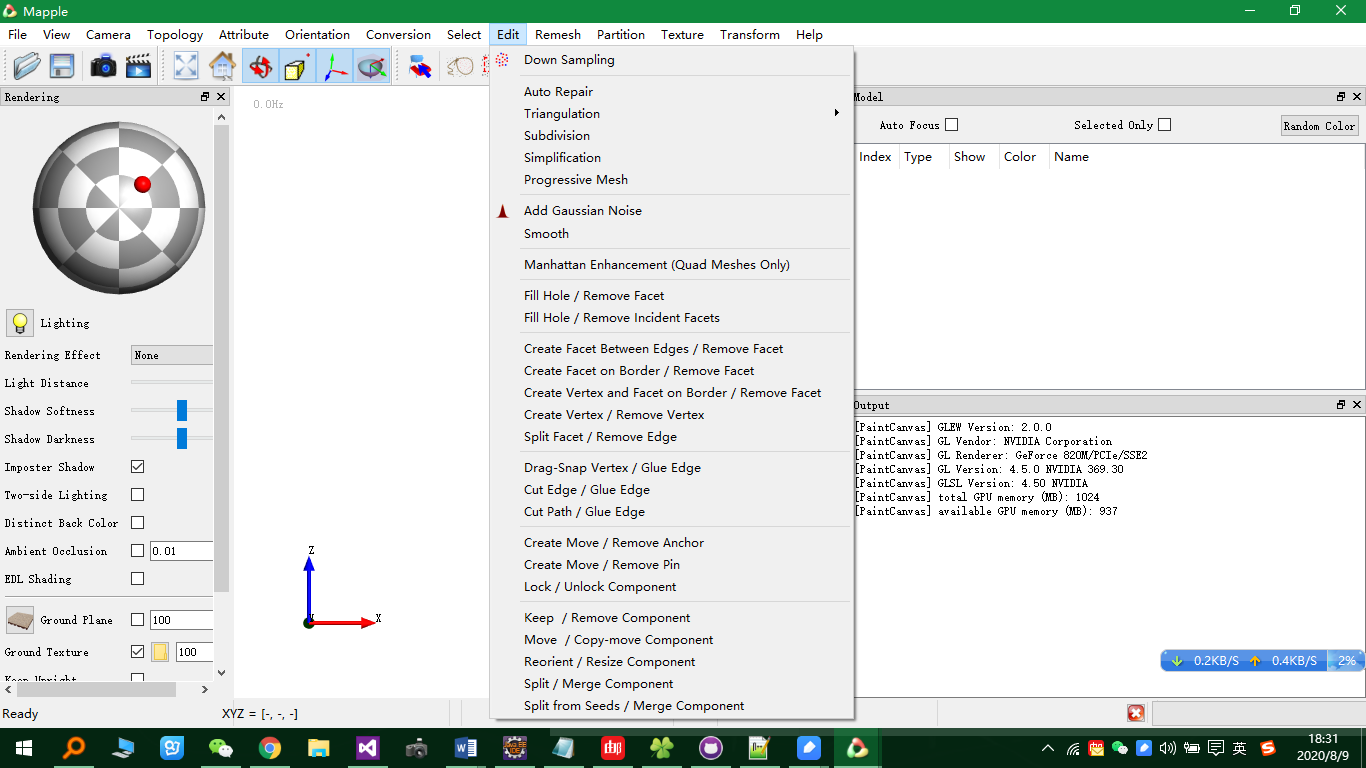 Mapple
File View Camera Topology Attribute Orientation Conversion Select Edit Remesh Partition Texture Transform Help
Rendering
Lighting
Rendering Effect None
Light Distance
Shadow Softness
Shadow Darkness
Imposter Shadow
Two-side Lighting
Distinct Back Color
Ambient Occlusion 0.01
EDL Shading
Ground Plane 100
Ground Texture 100
Keep Upright
0.0Hz
Z
X
Down Sampling
Auto Repair
Triangulation
Subdivision
Simplification
Progressive Mesh
Add Gaussian Noise
Smooth
Manhattan Enhancement (Quad Meshes Only)
Fill Hole / Remove Facet
Fill Hole / Remove Incident Facets
Create Facet Between Edges / Remove Facet
Create Facet on Border / Remove Facet
Create Vertex and Facet on Border / Remove Facet
Create Vertex / Remove Vertex
Split Facet / Remove Edge
Drag-Snap Vertex / Glue Edge
Cut Edge / Glue Edge
Cut Path / Glue Edge
Create Move / Remove Anchor
Create Move / Remove Pin
Lock / Unlock Component
Keep / Remove Component
Move / Copy-move Component
Reorient / Resize Component
Split / Merge Component
Split from Seeds / Merge Component
Model
Auto Focus Selected Only Random Color
Index Type Show Color Name
Output
[PaintCanvas] GLEW Version: 2.0.0
[PaintCanvas] GL Vendor: NVIDIA Corporation
[PaintCanvas] GL Renderer: GeForce 820M/PCIe/SSE2
[PaintCanvas] GL Version: 4.5.0 NVIDIA 369.30
[PaintCanvas] GLSL Version: 4.50 NVIDIA
[PaintCanvas] total GPU memory (MB): 1024
[PaintCanvas] available GPU memory (MB): 937
0.2KB/S 0.4KB/S 2%
Ready XYZ = [-, -, -]
英
18:31
2020/8/9